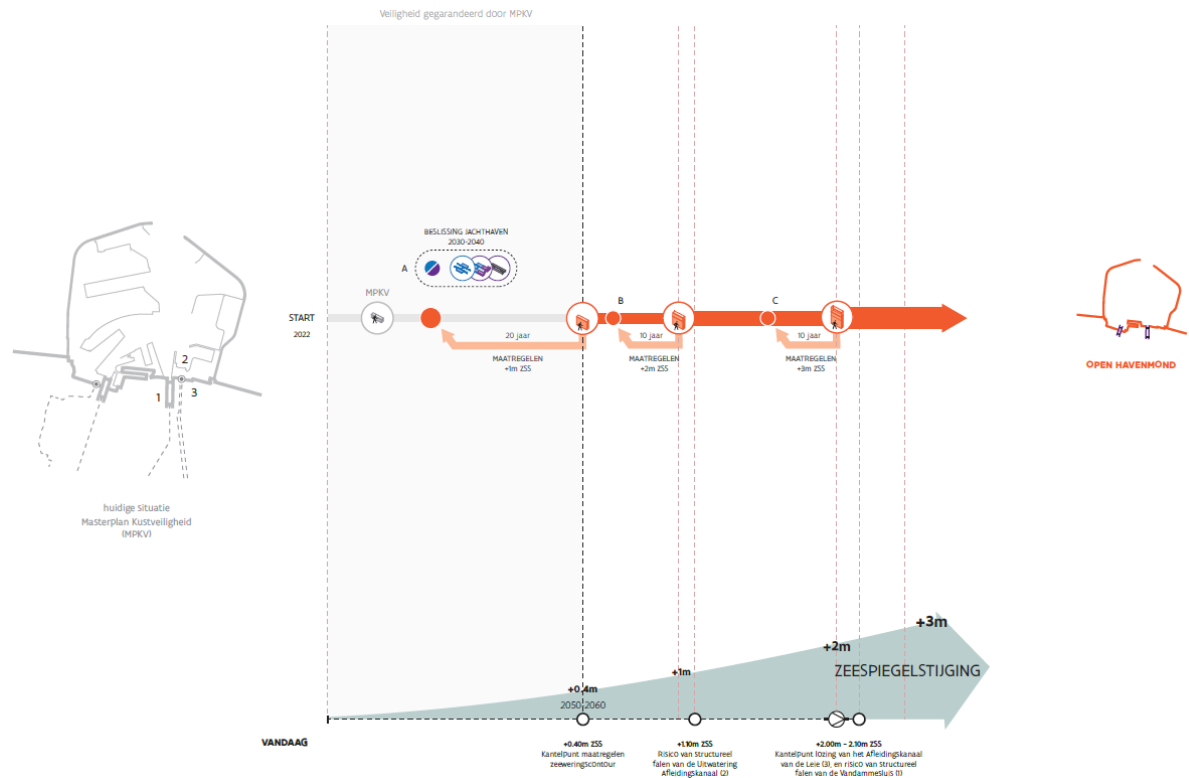 Veiligheid gegarandeerd door MPKV
BESLISSING JACHTHAVEN
2030-2040
A
MPKV
B
C
START
2022
20 jaar
10 jaar
10 jaar
MAATREGELEN
+1m ZSS
MAATREGELEN
+2m ZSS
MAATREGELEN
+3m ZSS
OPEN HAVENMOND
2
1
3
huidige situatie
Masterplan Kustveiligheid
(MPKV)
+3m
+2m
+1m
+0,4m
2050-2060
ZEESPIEGELSTIJGING
VANDAAG
+0.40m ZSS
Kantelpunt maatregelen
zeeweringscontour
+1.10m ZSS
Risico van structureel
falen van de Uitwatering
Afleidingskanaal (2)
+2.00m - 2.10m ZSS
Kantelpunt lozing van het Afleidingskanaal
van de Leie (3), en risico van structureel
falen van de Vandammesluis (1)